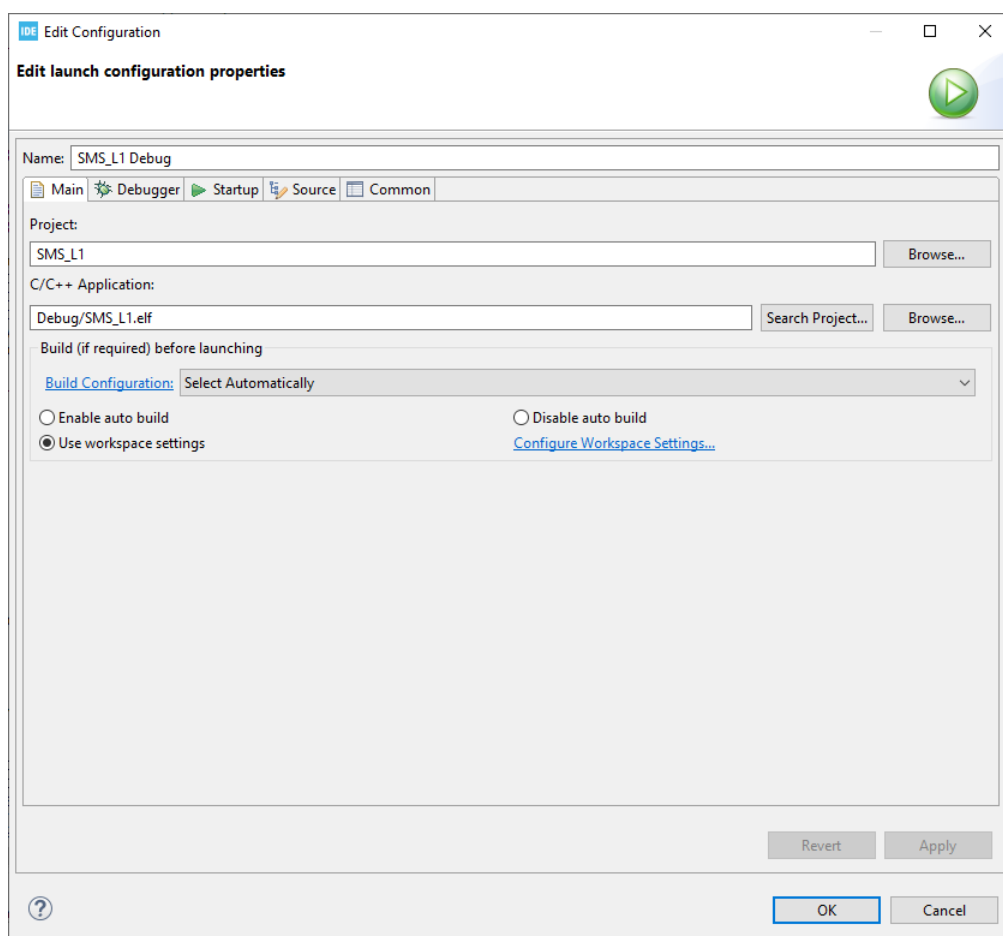 IDE Edit Configuration
Edit launch configuration properties
Name: SMS_L1 Debug
Main Debugger Startup Source Common
Project:
SMS_L1 Browse...
C/C++ Application:
Debug/SMS_L1.elf Search Project... Browse...
Build (if required) before launching
Build Configuration: Select Automatically
Enable auto build Disable auto build
Use workspace settings Configure Workspace Settings...
Revert Apply
? OK Cancel